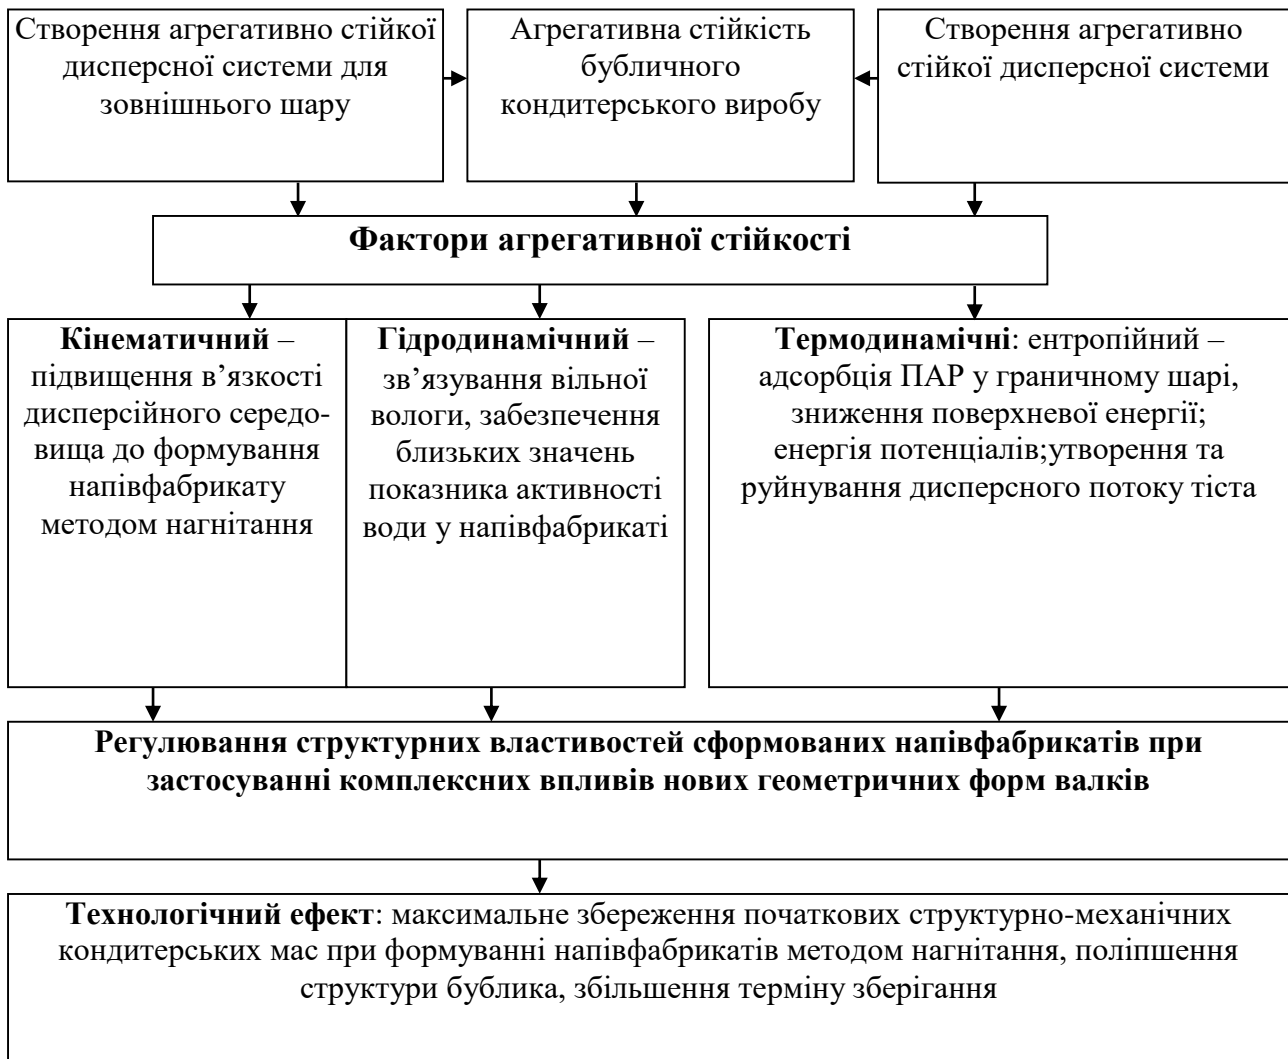 Створення агрегативно стійкої
дисперсної системи для
зовнішнього шару
Агрегативна стійкість
бубличного
кондитерського виробу
Створення агрегативно
стійкої дисперсної системи
Фактори агрегативної стійкості
Кінематичний –
підвищення в’язкості
дисперсійного середо-
вища до формування
напівфабрикату
методом нагнітання
Гідродинамічний –
зв’язування вільної
вологи, забезпечення
близьких значень
показника активності
води у напівфабрикаті
Термодинамічні: ентропійний –
адсорбція ПАР у граничному шарі,
зниження поверхневої енергії;
енергія потенціалів;утворення та
руйнування дисперсного потоку тіста
Регулювання структурних властивостей сформованих напівфабрикатів при
застосуванні комплексних впливів нових геометричних форм валків
Технологічний ефект: максимальне збереження початкових структурно-механічних
кондитерських мас при формуванні напівфабрикатів методом нагнітання, поліпшення
структури бублика, збільшення терміну зберігання